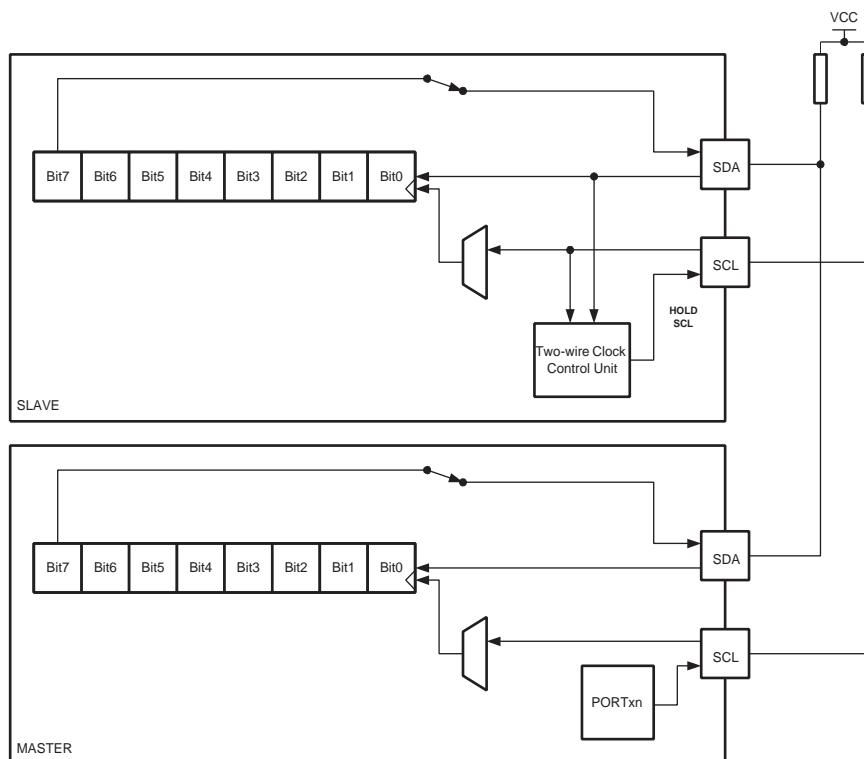 VCC
Bit7 Bit6 Bit5 Bit4 Bit3 Bit2 Bit1 Bit0
SDA
SCL
HOLD
SCL
Two-wire Clock
Control Unit
SLAVE
Bit7 Bit6 Bit5 Bit4 Bit3 Bit2 Bit1 Bit0
SDA
SCL
PORTxn
MASTER